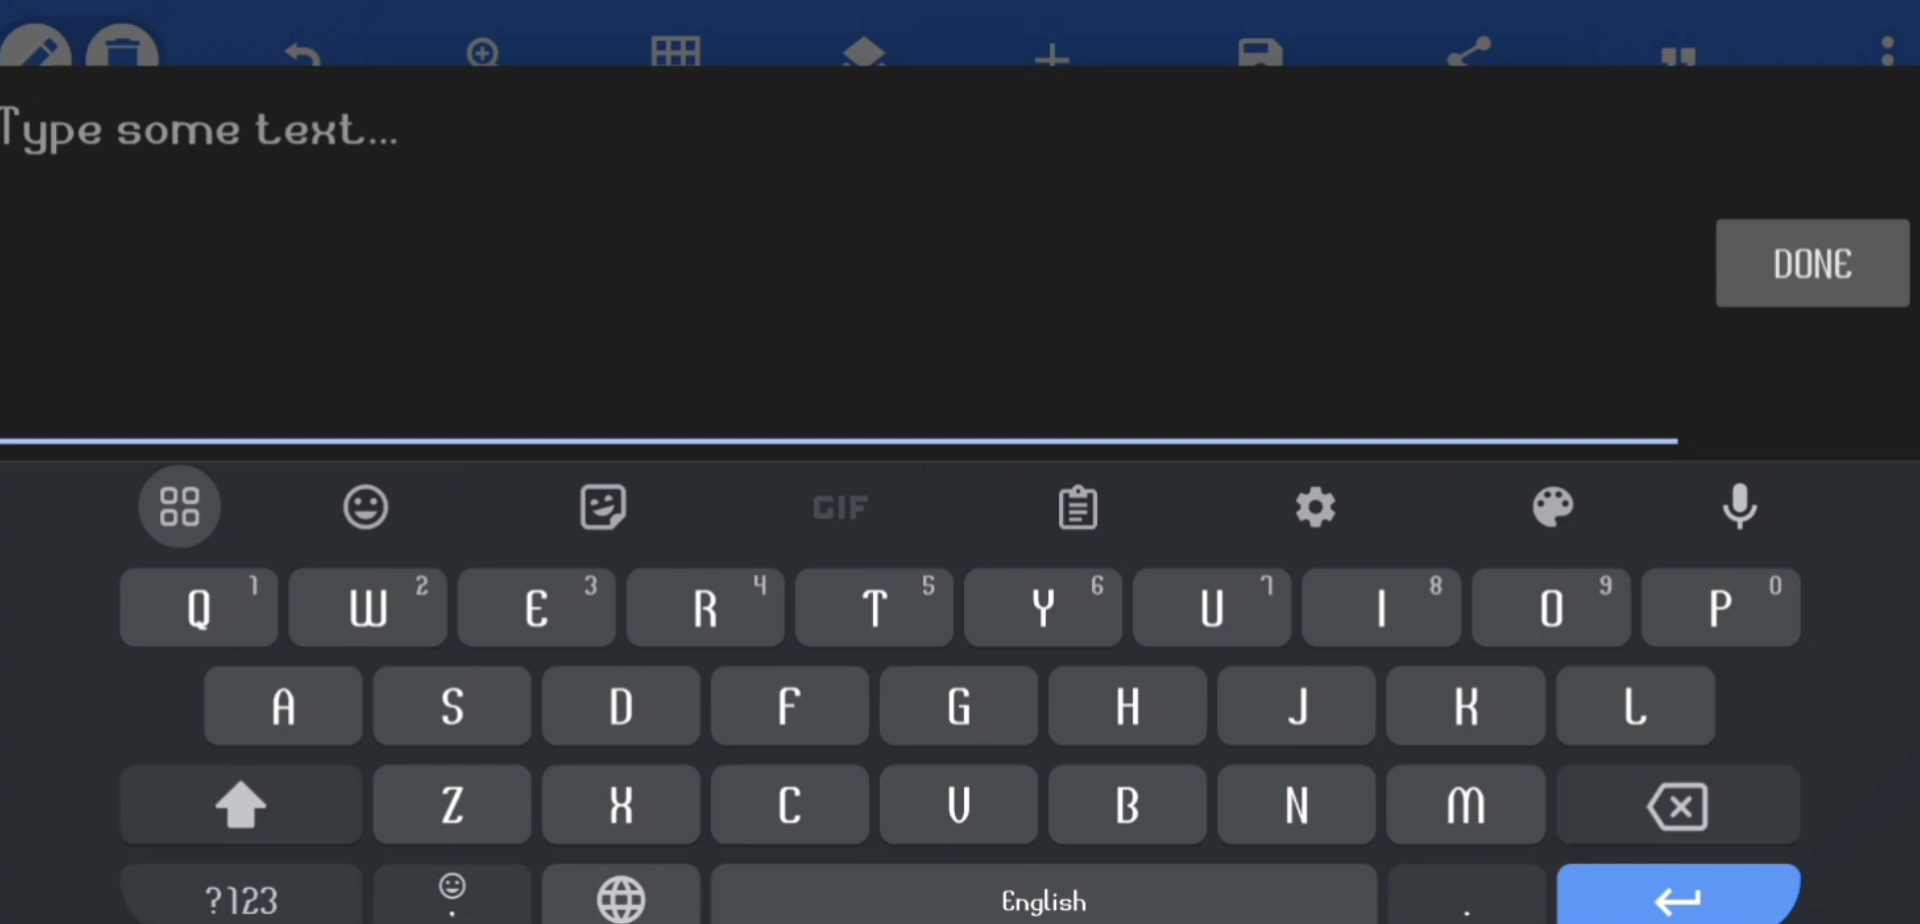 Type some text...
DONE
GIF
Q 1 W 2 E 3 R 4 T 5 Y 6 U 7 I 8 O 9 P 0
A S D F G H J K L
Z X C V B N M
?123 . English .